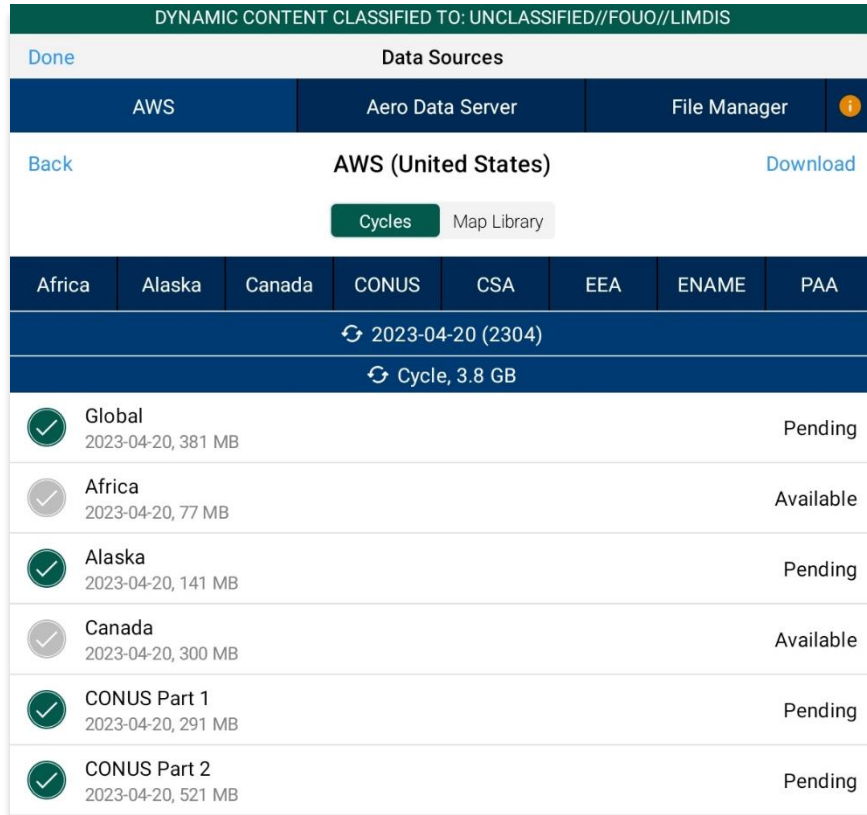 DYNAMIC CONTENT CLASSIFIED TO: UNCLASSIFIED//FOUO//LIMDIS
Done Data Sources
AWS Aero Data Server File Manager i
Back AWS (United States) Download
Cycles Map Library
Africa Alaska Canada CONUS CSA EEA ENAME PAA
2023-04-20 (2304)
Cycle, 3.8 GB
Global
2023-04-20, 381 MB
Pending
Africa
2023-04-20, 77 MB
Available
Alaska
2023-04-20, 141 MB
Pending
Canada
2023-04-20, 300 MB
Available
CONUS Part 1
2023-04-20, 291 MB
Pending
CONUS Part 2
2023-04-20, 521 MB
Pending